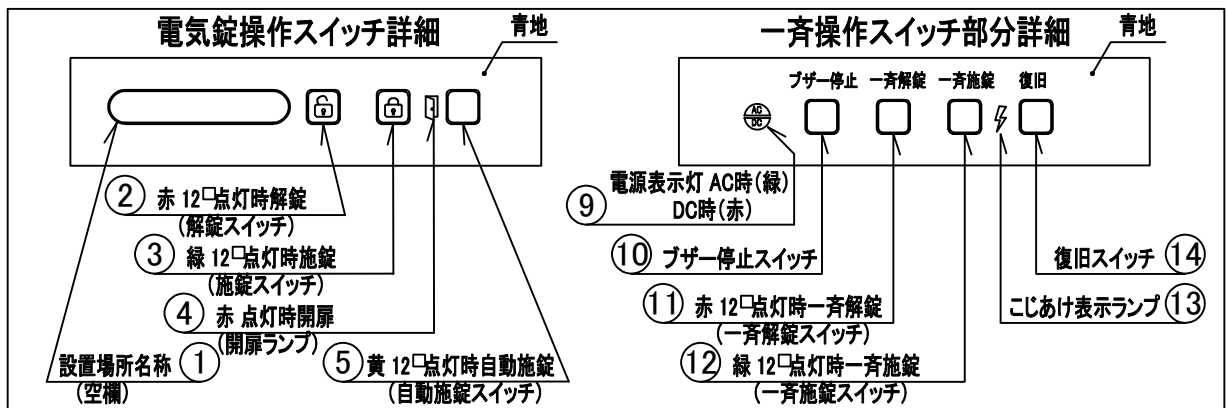 電気錠操作スイッチ詳細
青地
② 赤 12□点灯時解錠
(解錠スイッチ)
③ 緑 12□点灯時施錠
(施錠スイッチ)
④ 赤 点灯時開扉
(開扉ランプ)
設置場所名称 ①
(空欄)
⑤ 黄 12□点灯時自動施錠
(自動施錠スイッチ)
一斉操作スイッチ部分詳細
青地
ブザー停止 一斉解錠 一斉施錠 復旧
AC
DC
⑨ 電源表示灯 AC時(緑)
DC時(赤)
⑩ ブザー停止スイッチ
復旧スイッチ ⑭
⑪ 赤 12□点灯時一斉解錠
(一斉解錠スイッチ)
こじあけ表示ランプ ⑬
⑫ 緑 12□点灯時一斉施錠
(一斉施錠スイッチ)